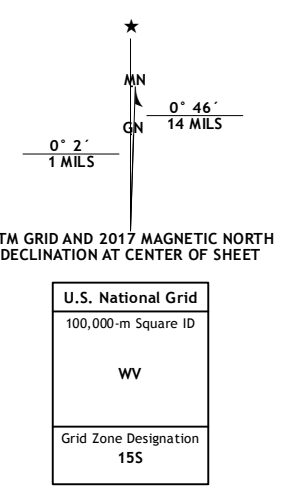 ★
MN
0° 46´
14 MILS
GN
0° 2´
1 MILS
TM GRID AND 2017 MAGNETIC NORTH
DECLINATION AT CENTER OF SHEET
U.S. National Grid
100,000-m Square ID
WV
Grid Zone Designation
15S